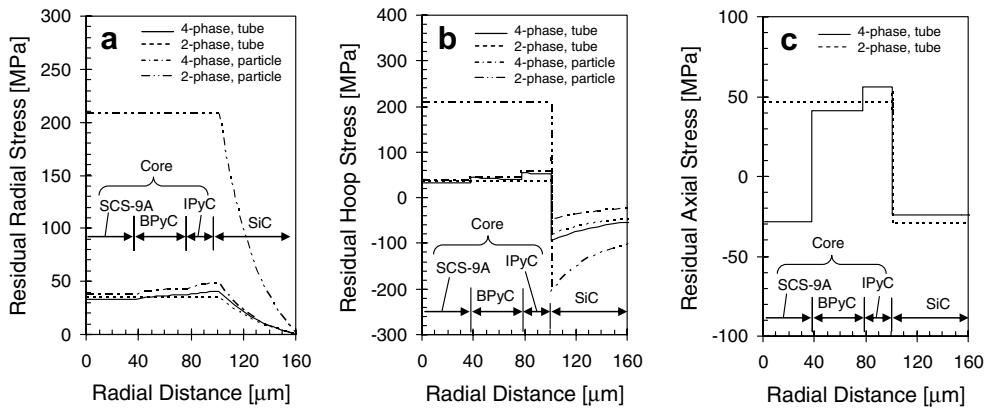 a
4-phase, tube
2-phase, tube
4-phase, particle
2-phase, particle
Residual Radial Stress [MPa]
300
250
200
150
100
50
0
Core
SCS-9A
BPyC
IPyC
SiC
0
40
80
120
160
Radial Distance [μm]
b
4-phase, tube
2-phase, tube
4-phase, particle
2-phase, particle
Residual Hoop Stress [MPa]
400
300
200
100
0
-100
-200
-300
Core
SCS-9A
BPyC
IPyC
SiC
0
40
80
120
160
Radial Distance [μm]
c
4-phase, tube
2-phase, tube
Residual Axial Stress [MPa]
100
50
0
-50
-100
Core
SCS-9A
BPyC
IPyC
SiC
0
40
80
120
160
Radial Distance [μm]